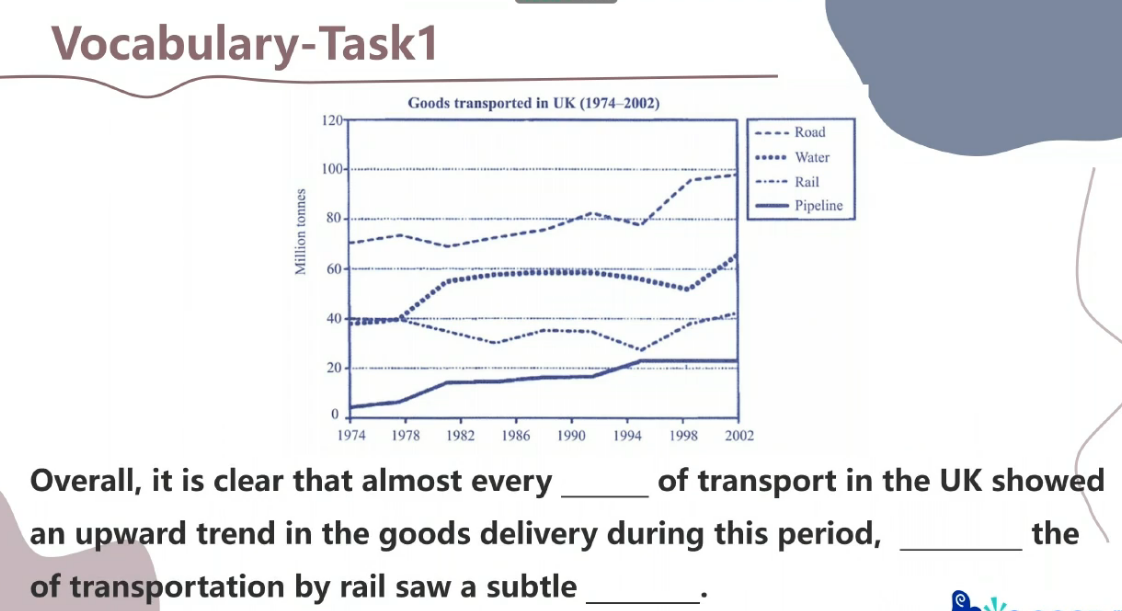 Vocabulary-Task1
Goods transported in UK (1974–2002)
Million tonnes
120
100
80
60
40
20
0
1974 1978 1982 1986 1990 1994 1998 2002
Road
Water
Rail
Pipeline
Overall, it is clear that almost every ______ of transport in the UK showed
an upward trend in the goods delivery during this period, ________ the
of transportation by rail saw a subtle ________.